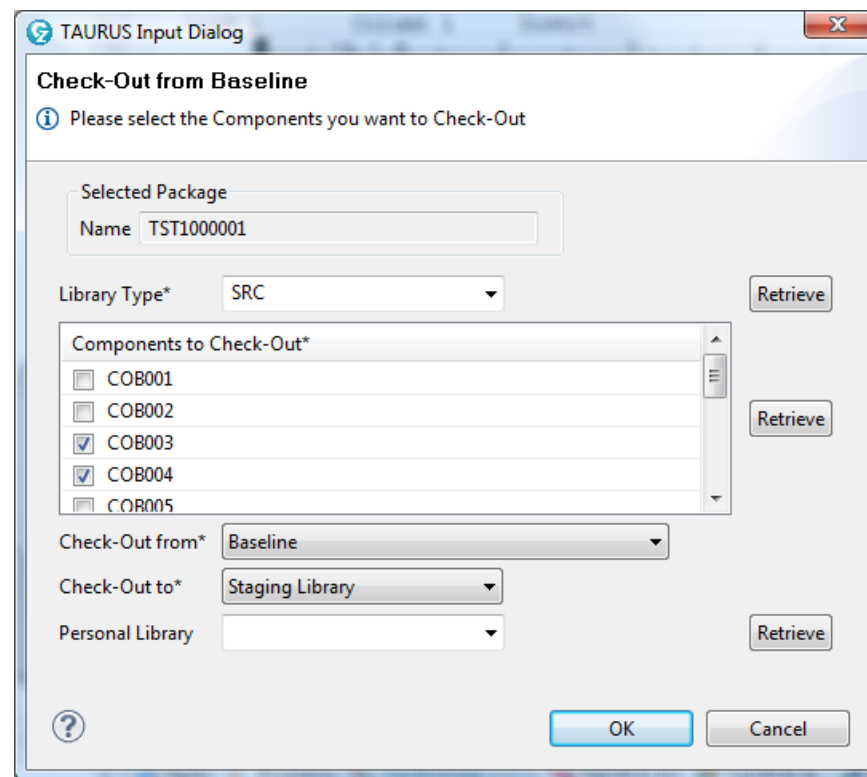 TAURUS Input Dialog
Check-Out from Baseline
Please select the Components you want to Check-Out
Selected Package
Name TST1000001
Library Type* SRC Retrieve
Components to Check-Out*
COB001
COB002
Retrieve
COB003
COB004
COB005
Check-Out from* Baseline
Check-Out to* Staging Library
Personal Library Retrieve
? OK Cancel